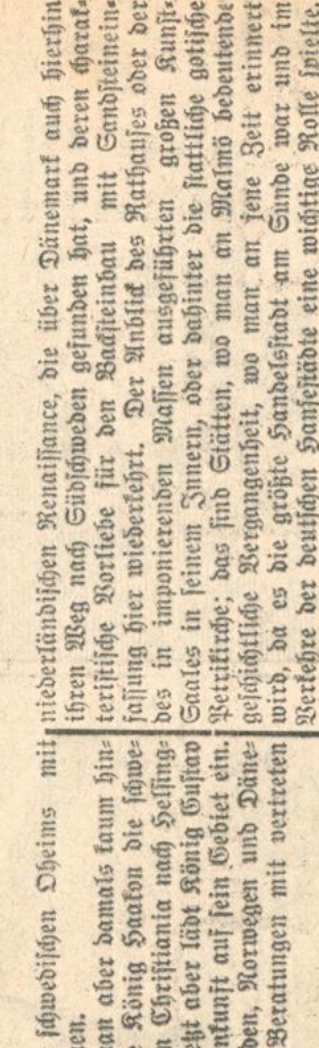 schwedischen Oheims mit
en.
an aber damals kaum hin-
König Haakon die schwe-
n Christiania nach Helsing-
etzt aber lädt König Gustav
nkunft auf sein Gebiet ein.
den, Norwegen und Däne-
Beratungen mit vertreten
niederländischen Renaissance, die über Dänemark auch hierhin
ihren Weg nach Südschweden gefunden hat, und deren charak-
teristische Vorliebe für den Backsteinbau mit Sandsteinein-
fassung hier wiederkehrt. Der Anblick des Rathauses oder der
des in imponierenden Massen ausgeführten großen Kunst-
Saales in seinem Innern, oder dahinter die stattliche gotische
Petrikirche; das sind Stätten, wo man an Malmö bedeutende
geschichtliche Vergangenheit, wo man an jene Zeit erinnert
wird, da es die größte Handelsstadt am Sunde war und im
Verkehre der deutschen Hansestädte eine wichtige Rolle spielte.